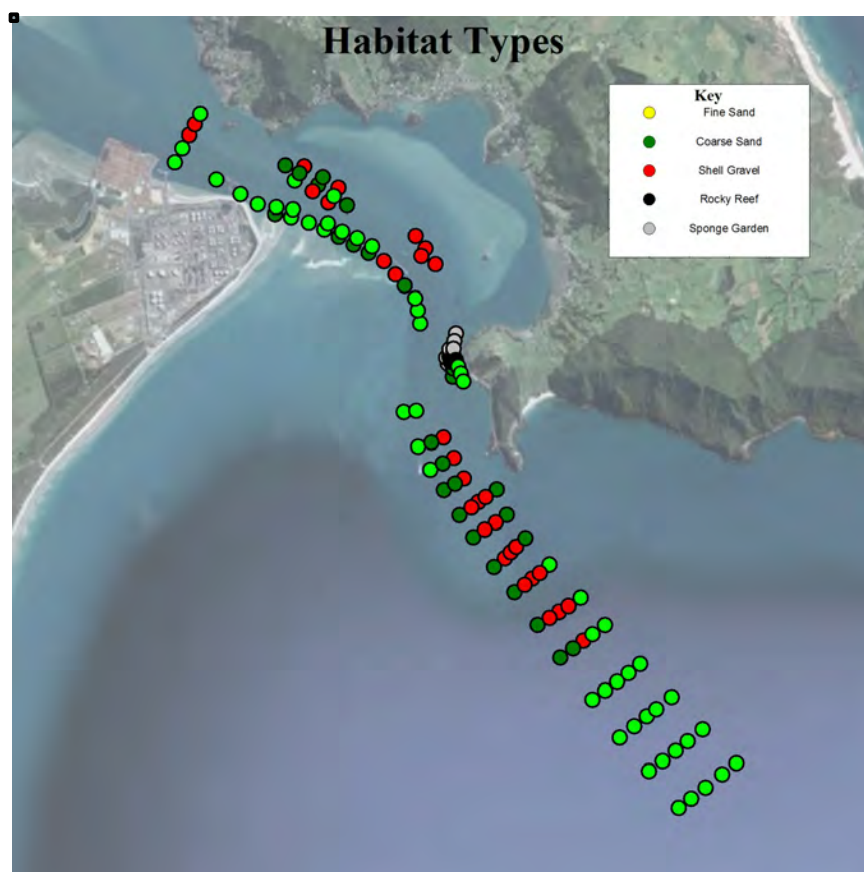 Habitat Types
Key
Fine Sand
Coarse Sand
Shell Gravel
Rocky Reef
Sponge Garden